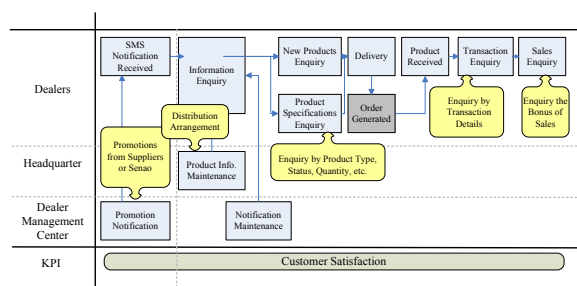 Dealers
SMS
Notification
Received
Information
Enquiry
New Products
Enquiry
Delivery
Product
Received
Transaction
Enquiry
Sales
Enquiry
Product
Specifications
Enquiry
Order
Generated
Enquiry by
Transaction
Details
Enquiry the
Bonus of
Sales
Distribution
Arrangement
Promotions
from Suppliers
or Senao
Enquiry by Product Type,
Status, Quantity, etc.
Headquarter
Product Info.
Maintenance
Dealer
Management
Center
Promotion
Notification
Notification
Maintenance
KPI
Customer Satisfaction